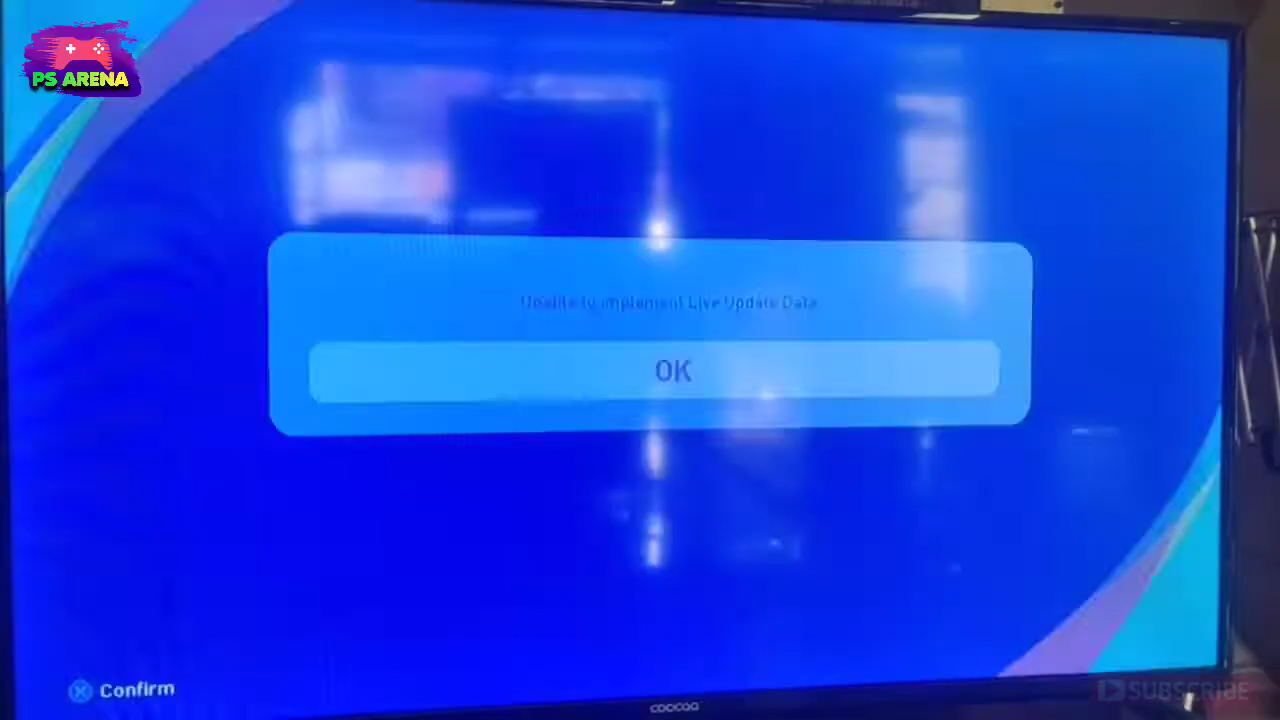 PS ARENA
Unable to implement Live Update Data
OK
Confirm
SUBSCRIBE
coocaa